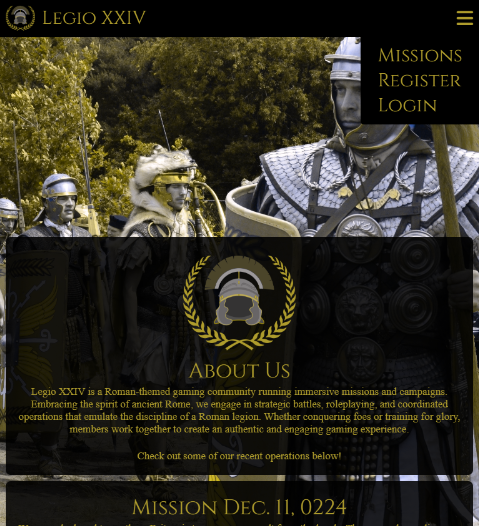 Legio XXIV
Missions
Register
Login
About Us
Legio XXIV is a Roman-themed gaming community running immersive missions and campaigns.
Embracing the spirit of ancient Rome, we engage in strategic battles, roleplaying, and coordinated
operations that emulate the discipline of a Roman legion. Whether conquering foes or training for glory,
members work together to create an authentic and engaging gaming experience.
Check out some of our recent operations below!
Mission Dec. 11, 0224